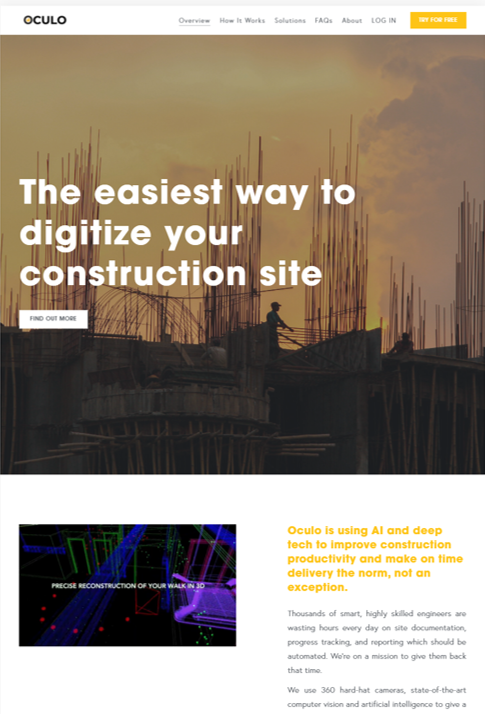 OCULO
Overview How It Works Solutions FAQs About LOG IN TRY FOR FREE
The easiest way to
digitize your
construction site
FIND OUT MORE
PRECISE RECONSTRUCTION OF YOUR WALK IN 3D
Oculo is using AI and deep
tech to improve construction
productivity and make on time
delivery the norm, not an
exception.
Thousands of smart, highly skilled engineers are
wasting hours every day on site documentation,
progress tracking, and reporting which should be
automated. We're on a mission to give them back
that time.
We use 360 hard-hat cameras, state-of-the-art
computer vision and artificial intelligence to give a